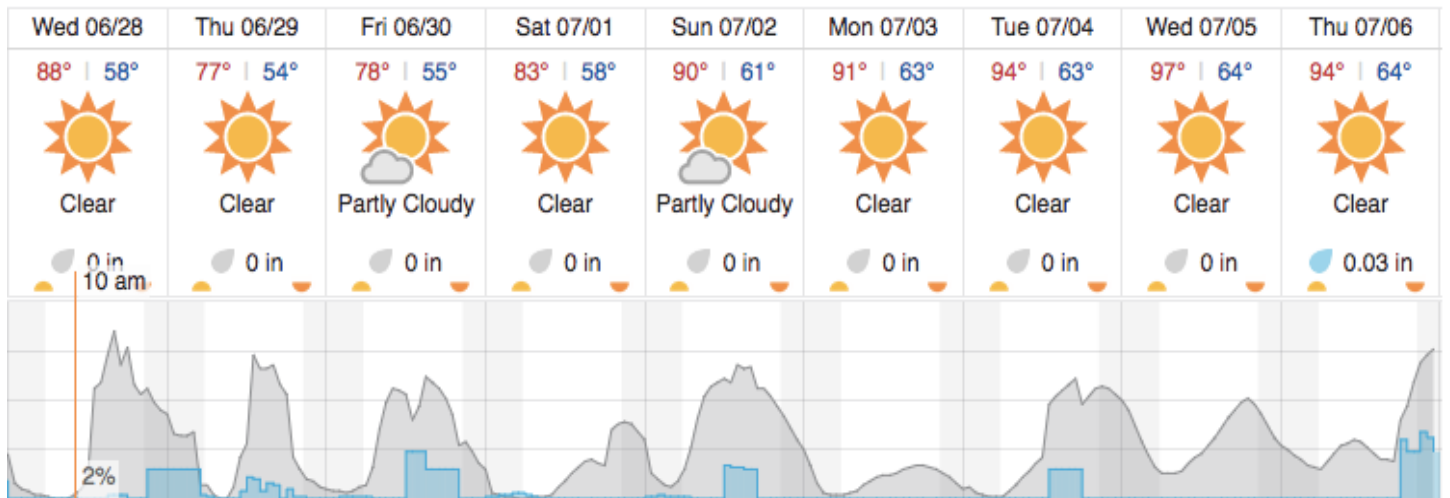 Wed 06/28 Thu 06/29 Fri 06/30 Sat 07/01 Sun 07/02 Mon 07/03 Tue 07/04 Wed 07/05 Thu 07/06
88° | 58° 77° | 54° 78° | 55° 83° | 58° 90° | 61° 91° | 63° 94° | 63° 97° | 64° 94° | 64°
Clear Clear Partly Cloudy Clear Partly Cloudy Clear Clear Clear Clear
0 in 0 in 0 in 0 in 0 in 0 in 0 in 0 in 0.03 in
10 am
2%